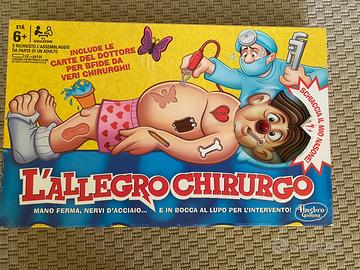 ETÀ
6+
GIOCATORI
È RICHIESTO L'ASSEMBLAGGIO
DA PARTE DI UN ADULTO
INCLUDE LE
CARTE DEL DOTTORE
PER SFIDE DA
VERI CHIRURGHI!
SCHIACCIA IL MIO NASONE!
L'ALLEGRO CHIRURGO
MANO FERMA, NERVI D'ACCIAIO... E IN BOCCA AL LUPO PER L'INTERVENTO!
Hasbro
Gaming